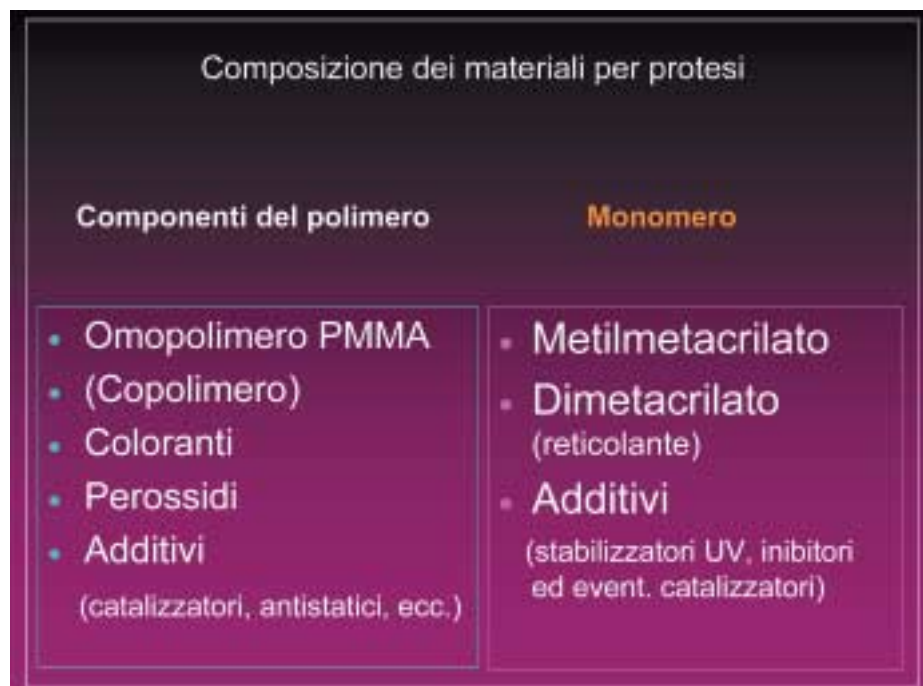 Composizione dei materiali per protesi
Componenti del polimero
Omopolimero PMMA
(Copolimero)
Coloranti
Perossidi
Additivi
(catalizzatori, antistatici, ecc.)
Monomero
Metilmetacrilato
Dimetacrilato
(reticolante)
Additivi
(stabilizzatori UV, inibitori
ed event. catalizzatori)